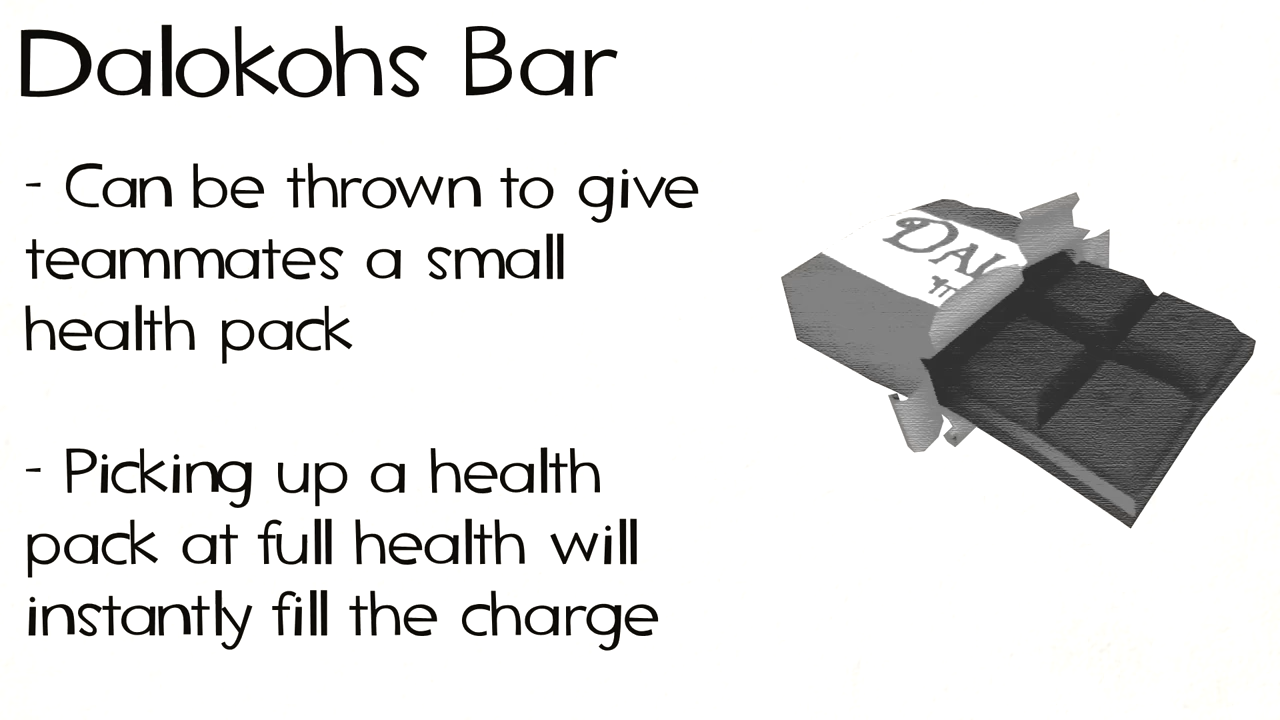 Dalokohs Bar
- Can be thrown to give
teammates a small
health pack
- Picking up a health
pack at full health will
instantly fill the charge
DAL